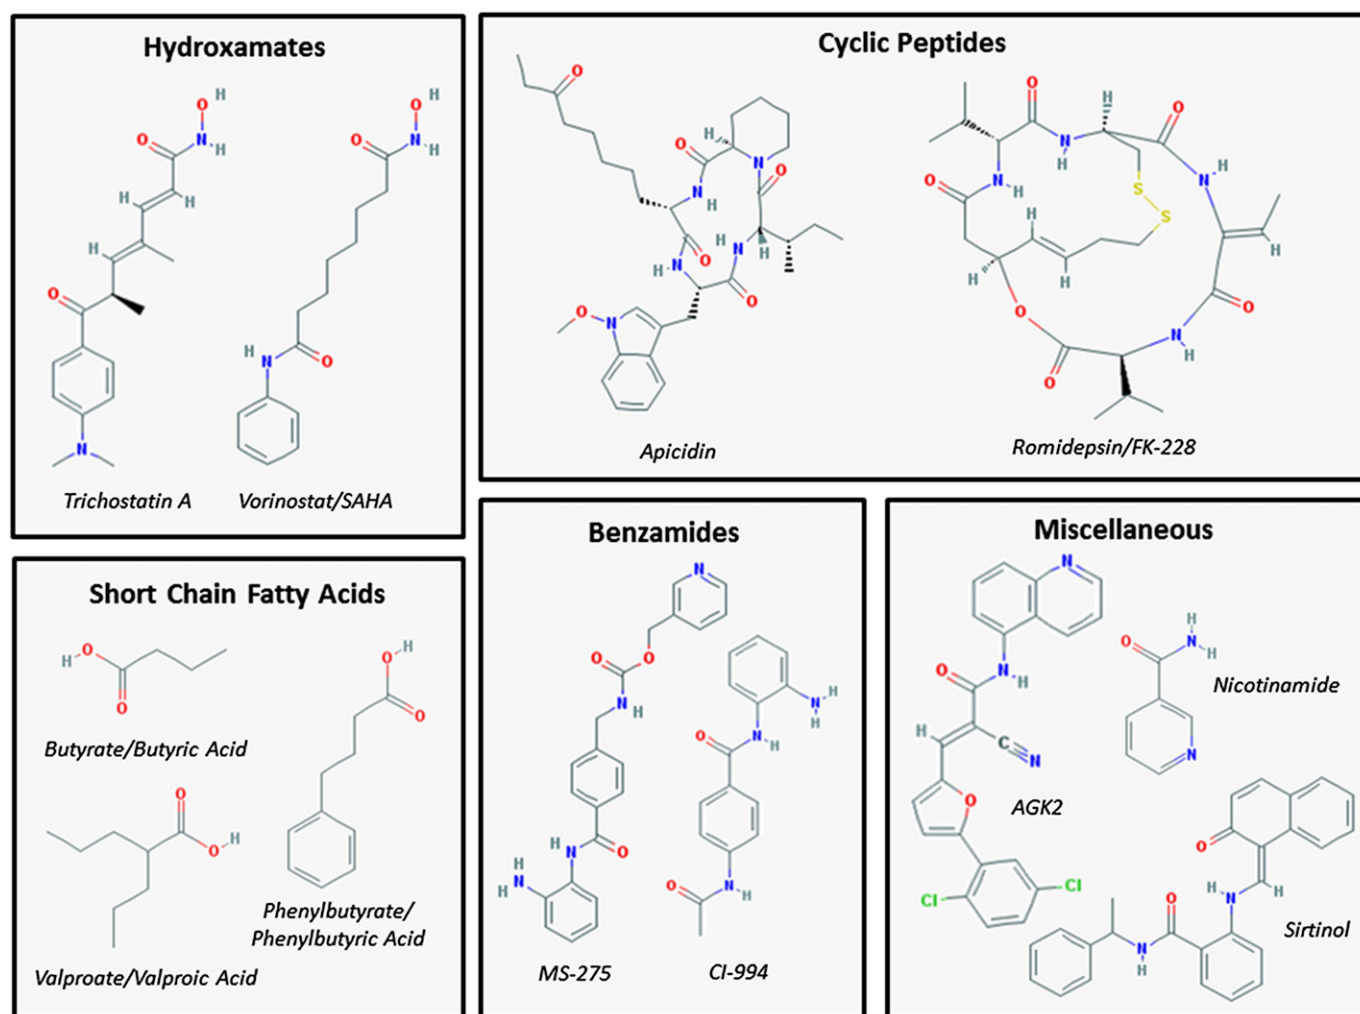 Hydroxamates
Trichostatin A
Vorinostat/SAHA
Cyclic Peptides
Apicidin
Romidepsin/FK-228
Short Chain Fatty Acids
Butyrate/Butyric Acid
Valproate/Valproic Acid
Phenylbutyrate/
Phenylbutyric Acid
Benzamides
MS-275
CI-994
Miscellaneous
AGK2
Nicotinamide
Sirtinol